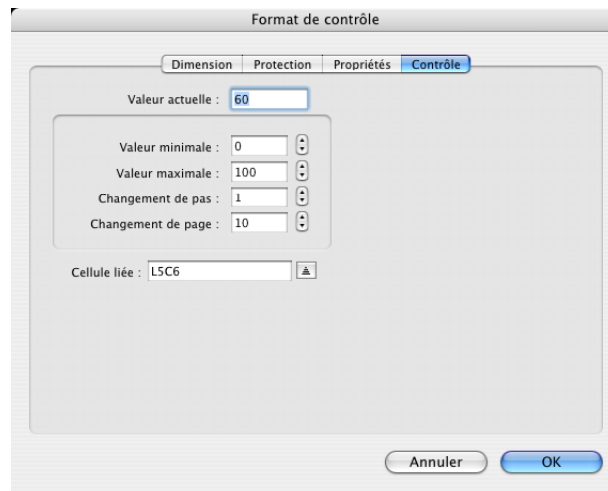 Format de contrôle
Dimension Protection Propriétés Contrôle
Valeur actuelle : 60
Valeur minimale : 0
Valeur maximale : 100
Changement de pas : 1
Changement de page : 10
Cellule liée : L5C6
Annuler OK